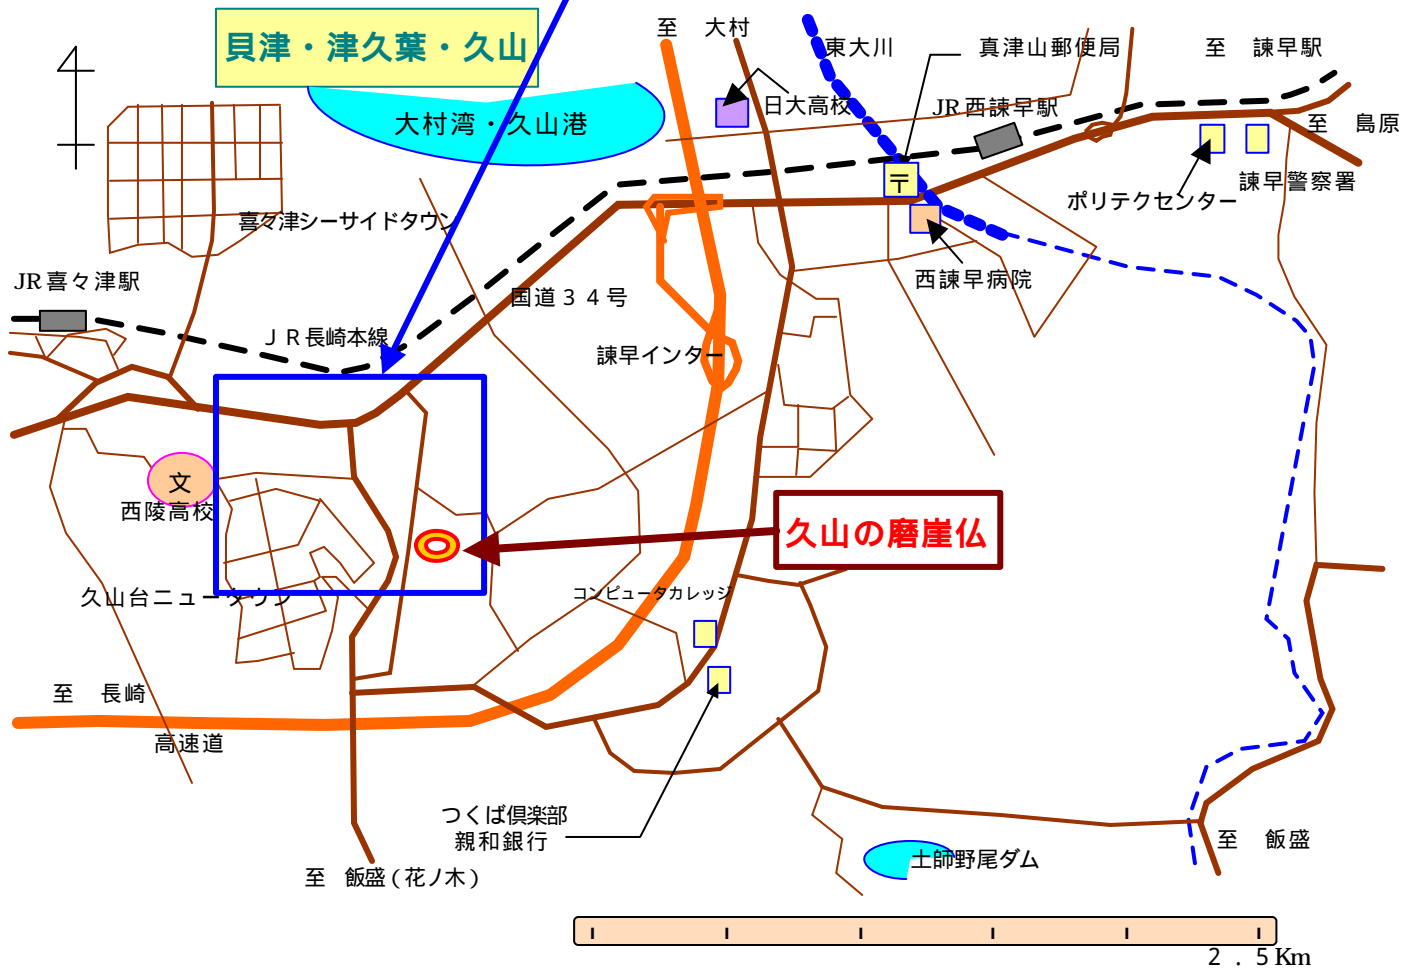 貝津・津久葉・久山
至 大村
東大川
真津山郵便局
至 諫早駅
大村湾・久山港
日大高校
JR西諫早駅
至 島原
〒
諫早警察署
ポリテクセンター
喜々津シーサイドタウン
JR喜々津駅
西諫早病院
国道34号
JR長崎本線
諫早インター
文
西陵高校
久山の磨崖仏
久山台ニュータウン
コンピュータカレッジ
至 長崎
高速道
つくば倶楽部
親和銀行
至 飯盛
土師野尾ダム
至 飯盛(花ノ木)
2.5Km